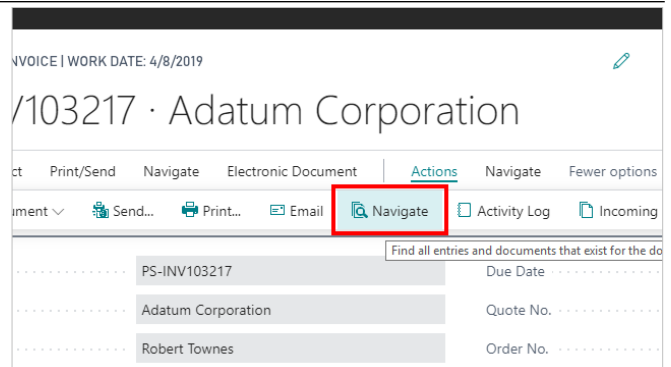 NVOICE | WORK DATE: 4/8/2019
/103217 · Adatum Corporation
ct Print/Send Navigate Electronic Document Actions Navigate Fewer options
ument Send... Print... Email Navigate Activity Log Incoming
Find all entries and documents that exist for the do
PS-INV103217 Due Date
Adatum Corporation Quote No.
Robert Townes Order No.